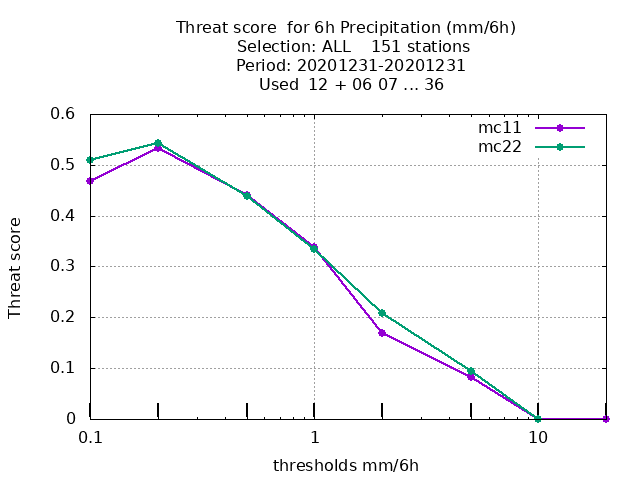 Threat score  for 6h Precipitation (mm/6h)
Selection: ALL    151 stations
Period: 20201231-20201231
Used  12 + 06 07 ... 36
mc11
mc22
Threat score
0.6
0.5
0.4
0.3
0.2
0.1
0
0.1 1 10
thresholds mm/6h